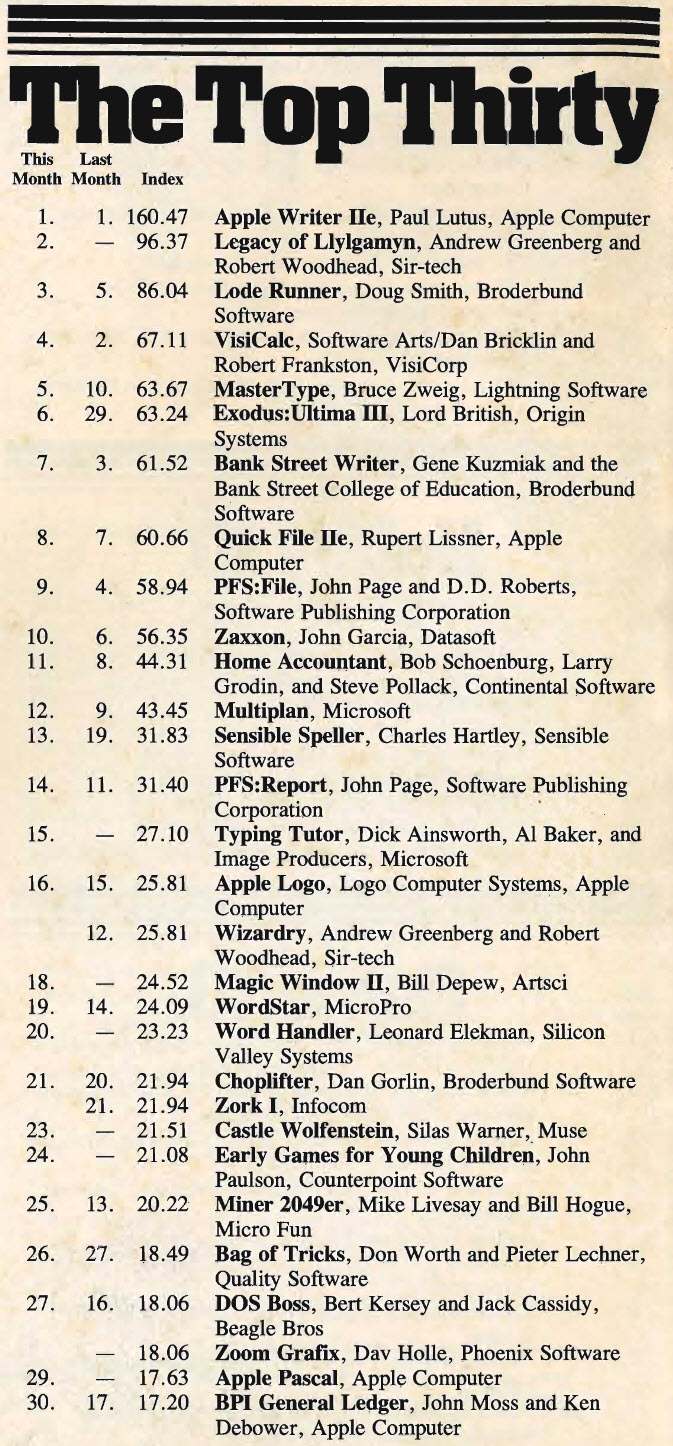 The Top Thirty
This Last
Month Month Index
1. 1. 160.47 Apple Writer IIe, Paul Lutus, Apple Computer
2. — 96.37 Legacy of Llylgamyn, Andrew Greenberg and
Robert Woodhead, Sir-tech
3. 5. 86.04 Lode Runner, Doug Smith, Broderbund
Software
4. 2. 67.11 VisiCalc, Software Arts/Dan Bricklin and
Robert Frankston, VisiCorp
5. 10. 63.67 MasterType, Bruce Zweig, Lightning Software
6. 29. 63.24 Exodus:Ultima III, Lord British, Origin
Systems
7. 3. 61.52 Bank Street Writer, Gene Kuzmiak and the
Bank Street College of Education, Broderbund
Software
8. 7. 60.66 Quick File IIe, Rupert Lissner, Apple
Computer
9. 4. 58.94 PFS:File, John Page and D.D. Roberts,
Software Publishing Corporation
10. 6. 56.35 Zaxxon, John Garcia, Datasoft
11. 8. 44.31 Home Accountant, Bob Schoenburg, Larry
Grodin, and Steve Pollack, Continental Software
12. 9. 43.45 Multiplan, Microsoft
13. 19. 31.83 Sensible Speller, Charles Hartley, Sensible
Software
14. 11. 31.40 PFS:Report, John Page, Software Publishing
Corporation
15. — 27.10 Typing Tutor, Dick Ainsworth, Al Baker, and
Image Producers, Microsoft
16. 15. 25.81 Apple Logo, Logo Computer Systems, Apple
Computer
12. 25.81 Wizardry, Andrew Greenberg and Robert
Woodhead, Sir-tech
18. — 24.52 Magic Window II, Bill Depew, Artsci
19. 14. 24.09 WordStar, MicroPro
20. — 23.23 Word Handler, Leonard Elekman, Silicon
Valley Systems
21. 20. 21.94 Choplifter, Dan Gorlin, Broderbund Software
21. 21.94 Zork I, Infocom
23. — 21.51 Castle Wolfenstein, Silas Warner, Muse
24. — 21.08 Early Games for Young Children, John
Paulson, Counterpoint Software
25. 13. 20.22 Miner 2049er, Mike Livesay and Bill Hogue,
Micro Fun
26. 27. 18.49 Bag of Tricks, Don Worth and Pieter Lechner,
Quality Software
27. 16. 18.06 DOS Boss, Bert Kersey and Jack Cassidy,
Beagle Bros
— 18.06 Zoom Grafix, Dav Holle, Phoenix Software
29. — 17.63 Apple Pascal, Apple Computer
30. 17. 17.20 BPI General Ledger, John Moss and Ken
Debower, Apple Computer